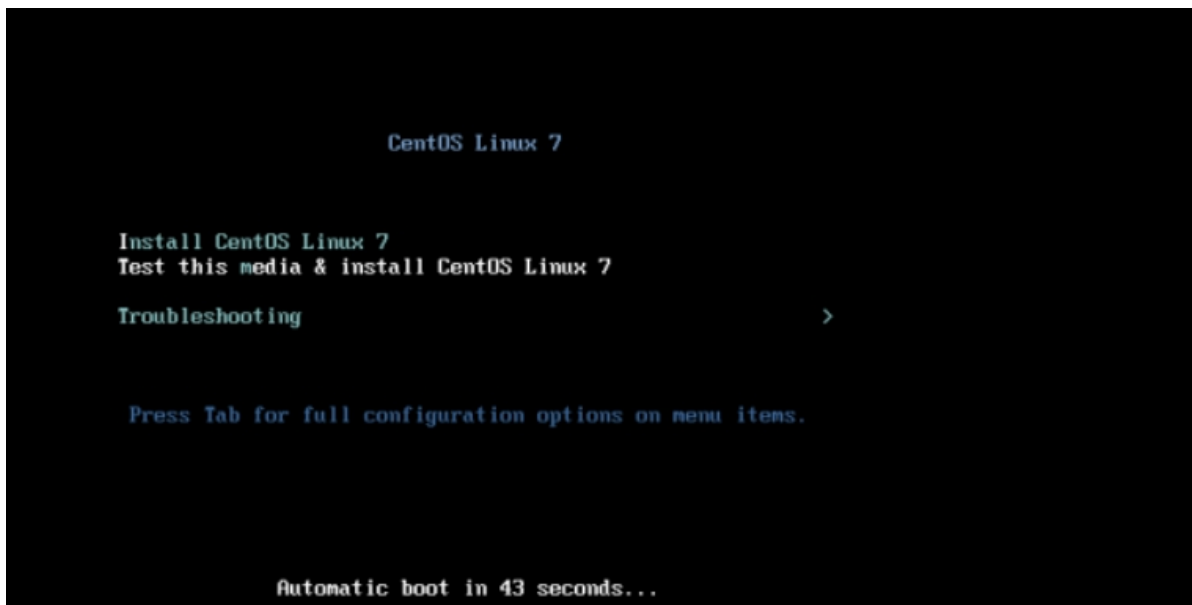 CentOS Linux 7
Install CentOS Linux 7
Test this media & install CentOS Linux 7
Troubleshooting >
Press Tab for full configuration options on menu items.
Automatic boot in 43 seconds...